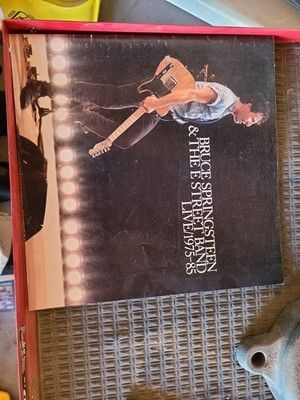 BRUCE SPRINGSTEEN
& THE E STREET BAND
LIVE/1975-85